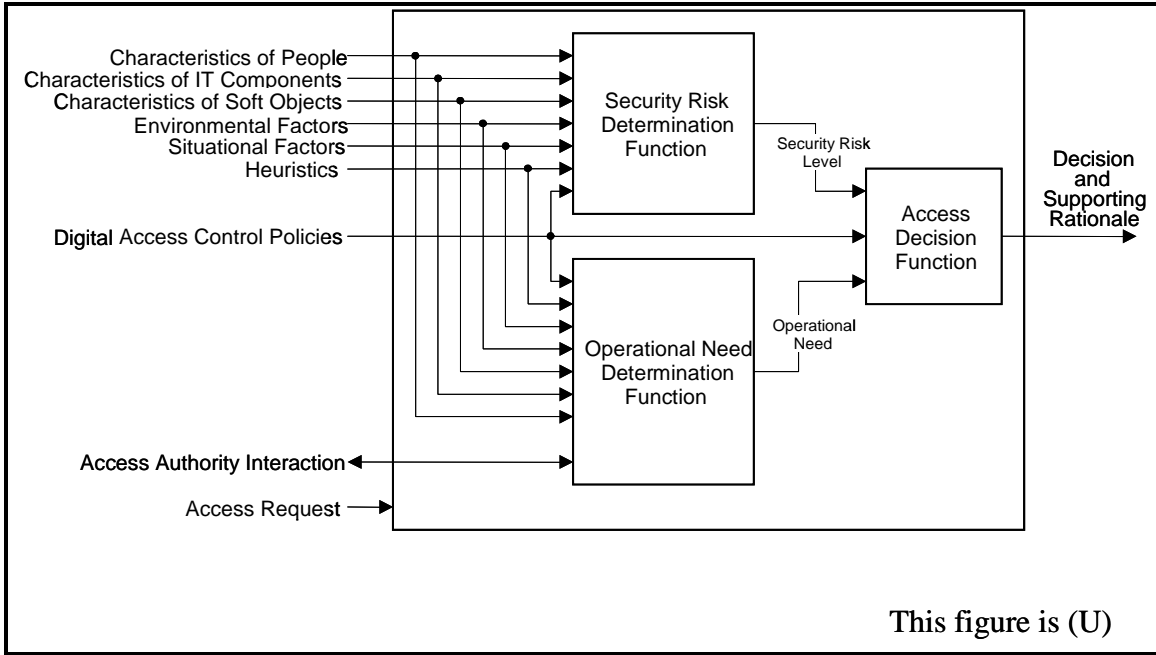 Characteristics of People
Characteristics of IT Components
Characteristics of Soft Objects
Environmental Factors
Situational Factors
Heuristics
Digital Access Control Policies
Access Authority Interaction
Access Request
Security Risk
Determination
Function
Security Risk
Level
Operational Need
Determination
Function
Operational
Need
Access
Decision
Function
Decision
and
Supporting
Rationale
This figure is (U)